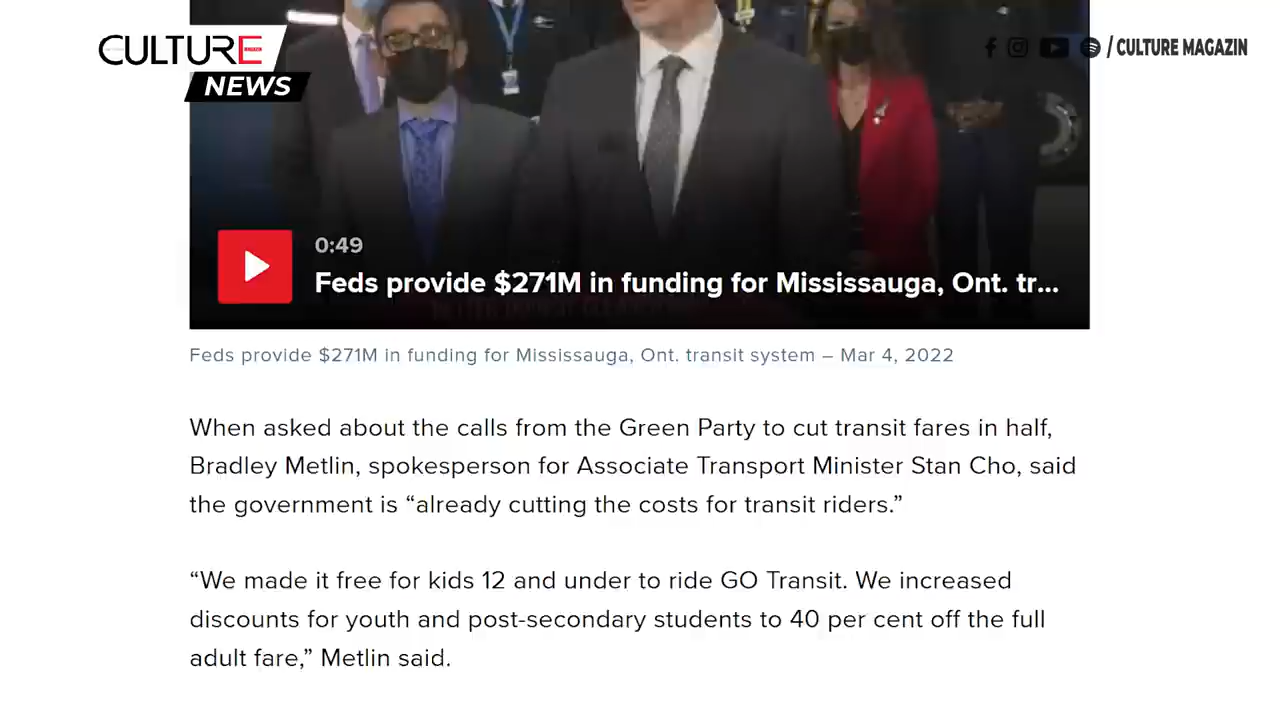 CULTURE
NEWS
/ CULTURE MAGAZIN
0:49
Feds provide $271M in funding for Mississauga, Ont. tr...
Feds provide $271M in funding for Mississauga, Ont. transit system – Mar 4, 2022
When asked about the calls from the Green Party to cut transit fares in half,
Bradley Metlin, spokesperson for Associate Transport Minister Stan Cho, said
the government is “already cutting the costs for transit riders.”
“We made it free for kids 12 and under to ride GO Transit. We increased
discounts for youth and post-secondary students to 40 per cent off the full
adult fare,” Metlin said.